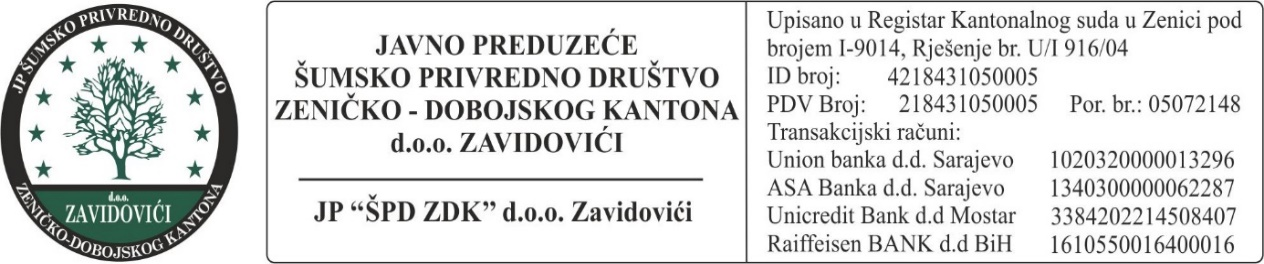 JP ŠUMSKO PRIVREDNO DRUŠTVO
d.o.o.
ZAVIDOVIĆI
ZENIČKO-DOBOJSKOG KANTONA
JAVNO PREDUZEĆE
ŠUMSKO PRIVREDNO DRUŠTVO
ZENIČKO - DOBOJSKOG KANTONA
d.o.o. ZAVIDOVIĆI
JP “ŠPD ZDK” d.o.o. Zavidovići
Upisano u Registar Kantonalnog suda u Zenici pod
brojem I-9014, Rješenje br. U/I 916/04
ID broj: 4218431050005
PDV Broj: 218431050005 Por. br.: 05072148
Transakcijski računi:
Union banka d.d. Sarajevo 1020320000013296
ASA Banka d.d. Sarajevo 1340300000062287
Unicredit Bank d.d Mostar 3384202214508407
Raiffeisen BANK d.d BiH 1610550016400016